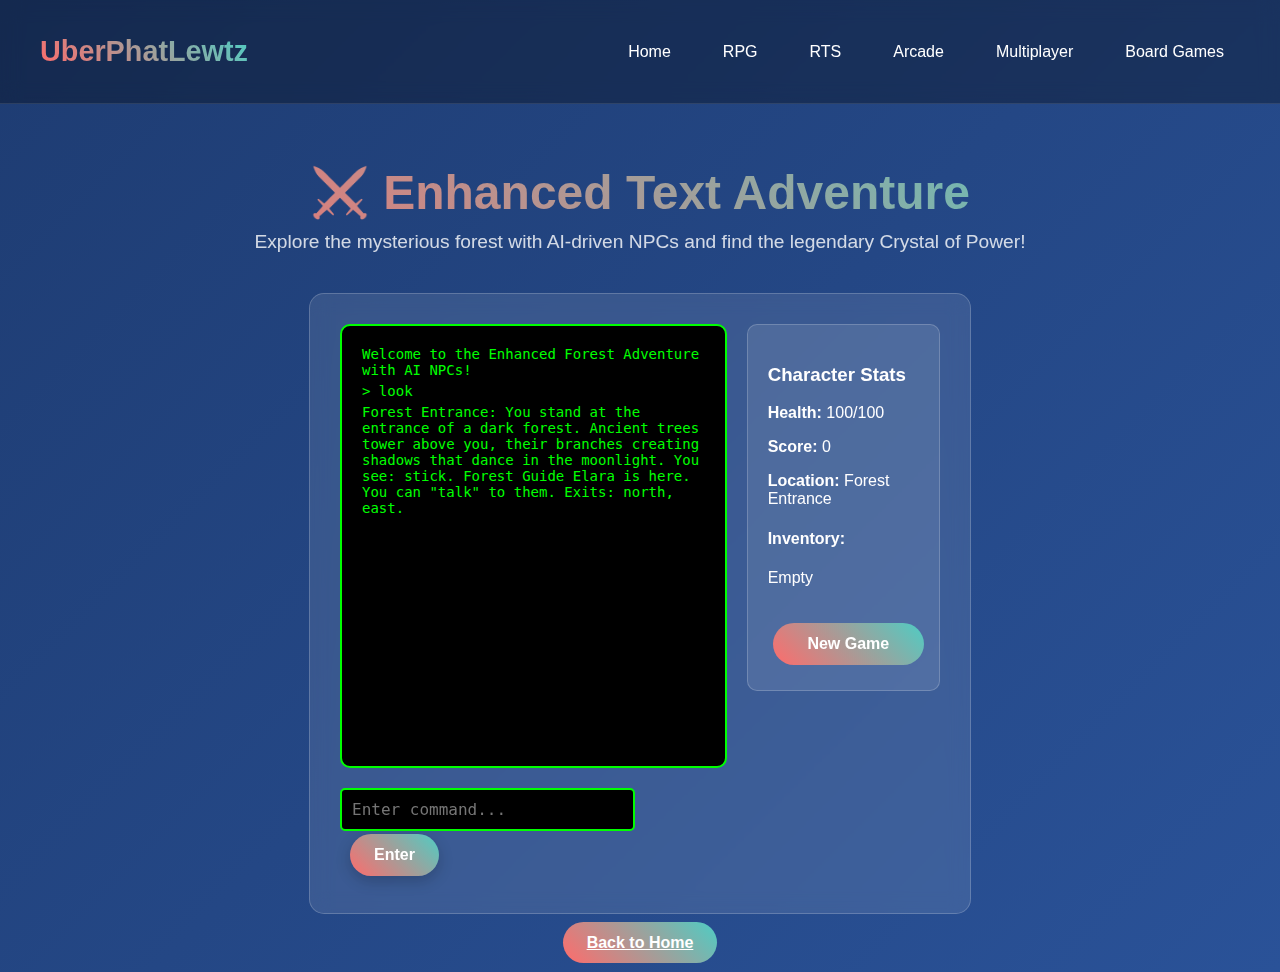 UberPhatLewtz
Home RPG RTS Arcade Multiplayer Board Games
⚔ Enhanced Text Adventure
Explore the mysterious forest with AI-driven NPCs and find the legendary Crystal of Power!
Welcome to the Enhanced Forest Adventure
with AI NPCs!
> look
Forest Entrance: You stand at the
entrance of a dark forest. Ancient trees
tower above you, their branches creating
shadows that dance in the moonlight. You
see: stick. Forest Guide Elara is here.
You can "talk" to them. Exits: north,
east.
Enter command...
Enter
Character Stats
Health: 100/100
Score: 0
Location: Forest
Entrance
Inventory:
Empty
New Game
Back to Home